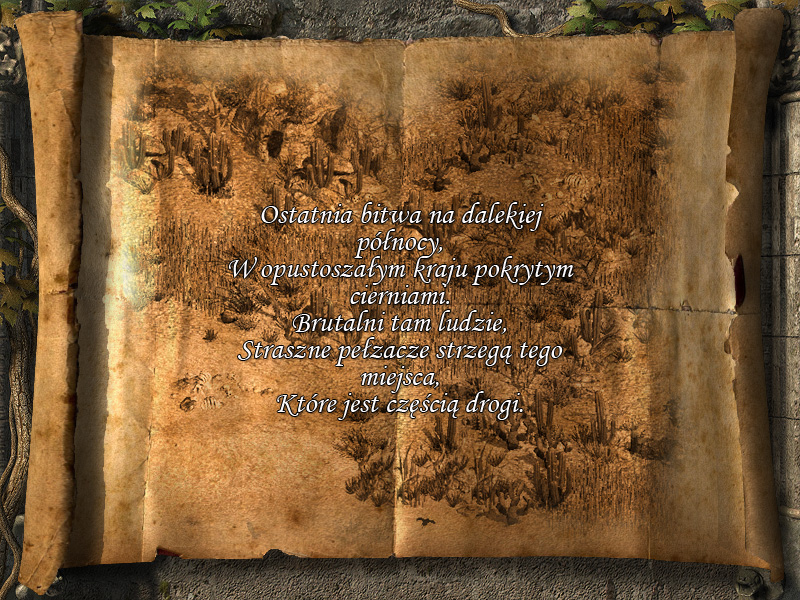 Ostatnia bitwa na dalekiej
północy,
W opustoszałym kraju pokrytym
cierniami.
Brutalni tam ludzie,
Straszne pełzacze strzegą tego
miejsca,
Które jest częścią drogi.